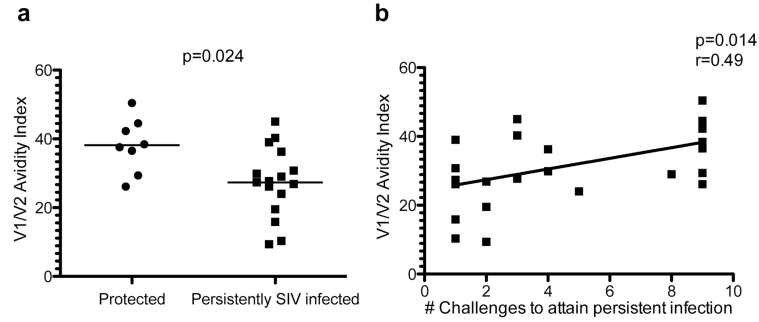 a
p=0.024
60
40
20
0
V1/V2 Avidity Index
Protected
Persistently SIV infected
b
p=0.014
r=0.49
60
40
20
0
V1/V2 Avidity Index
0 2 4 6 8 10
# Challenges to attain persistent infection